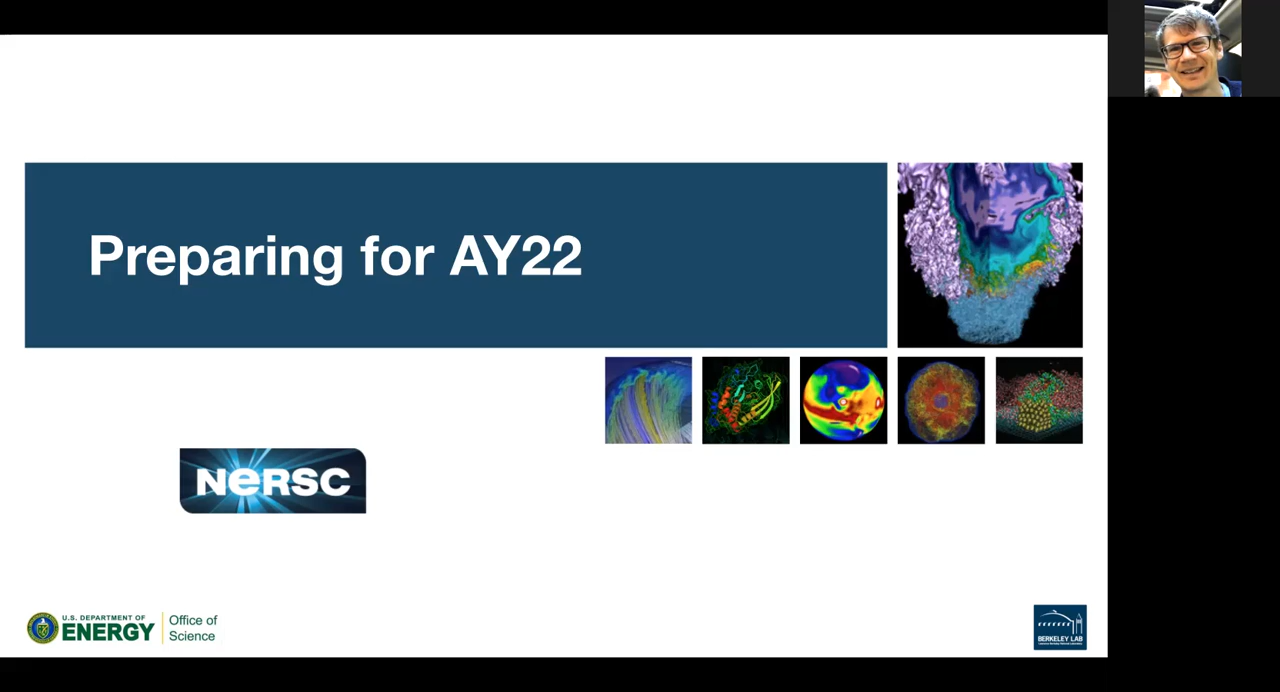 Preparing for AY22
NERSC
U.S. DEPARTMENT OF
ENERGY
Office of
Science
BERKELEY LAB